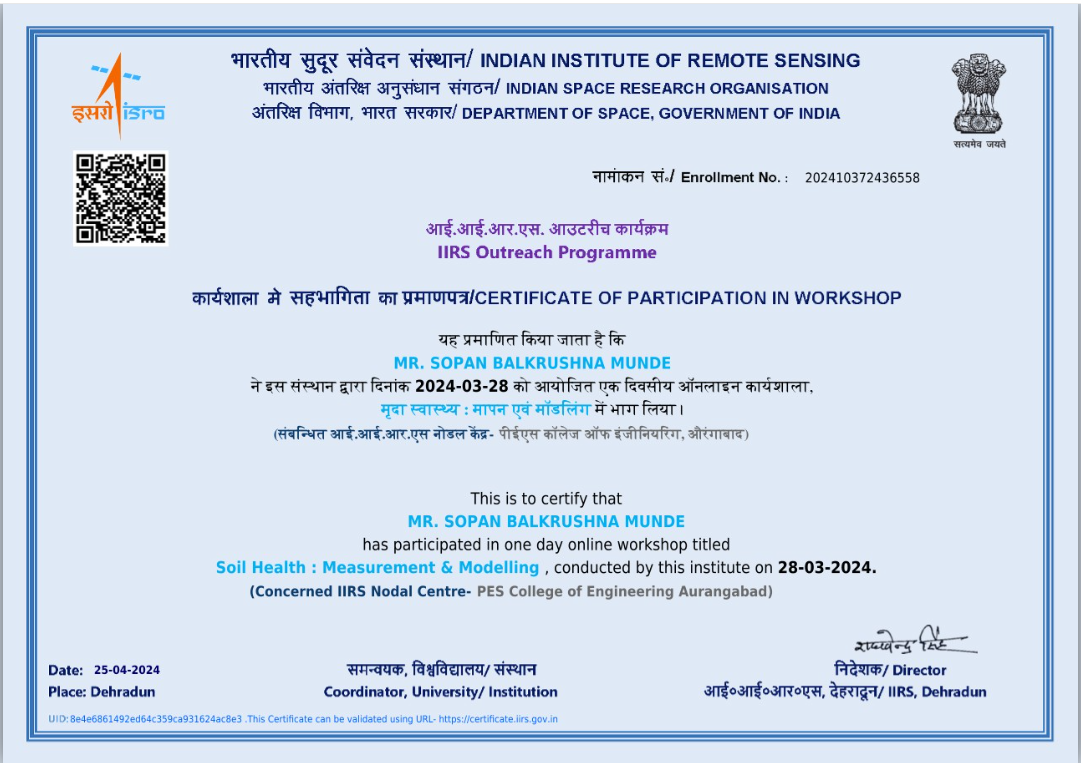 भारतीय सुदूर संवेदन संस्थान/ INDIAN INSTITUTE OF REMOTE SENSING
भारतीय अंतरिक्ष अनुसंधान संगठन/ INDIAN SPACE RESEARCH ORGANISATION
अंतरिक्ष विभाग, भारत सरकार/ DEPARTMENT OF SPACE, GOVERNMENT OF INDIA
इसरो isro
सत्यमेव जयते
नामांकन सं॰/ Enrollment No. : 202410372436558
आई.आई.आर.एस. आउटरीच कार्यक्रम
IIRS Outreach Programme
कार्यशाला मे सहभागिता का प्रमाणपत्र/CERTIFICATE OF PARTICIPATION IN WORKSHOP
यह प्रमाणित किया जाता है कि
MR. SOPAN BALKRUSHNA MUNDE
ने इस संस्थान द्वारा दिनांक 2024-03-28 को आयोजित एक दिवसीय ऑनलाइन कार्यशाला,
मृदा स्वास्थ्य : मापन एवं मॉडलिंग में भाग लिया।
(संबन्धित आई.आई.आर.एस नोडल केंद्र- पीईएस कॉलेज ऑफ इंजीनियरिंग, औरंगाबाद)
This is to certify that
MR. SOPAN BALKRUSHNA MUNDE
has participated in one day online workshop titled
Soil Health : Measurement & Modelling , conducted by this institute on 28-03-2024.
(Concerned IIRS Nodal Centre- PES College of Engineering Aurangabad)
राघवेन्द्र सिंह
Date: 25-04-2024
Place: Dehradun
समन्वयक, विश्वविद्यालय/ संस्थान
Coordinator, University/ Institution
निदेशक/ Director
आई०आई०आर०एस, देहरादून/ IIRS, Dehradun
UID: 8e4e6861492ed64c359ca931624ac8e3 .This Certificate can be validated using URL- https://certificate.iirs.gov.in